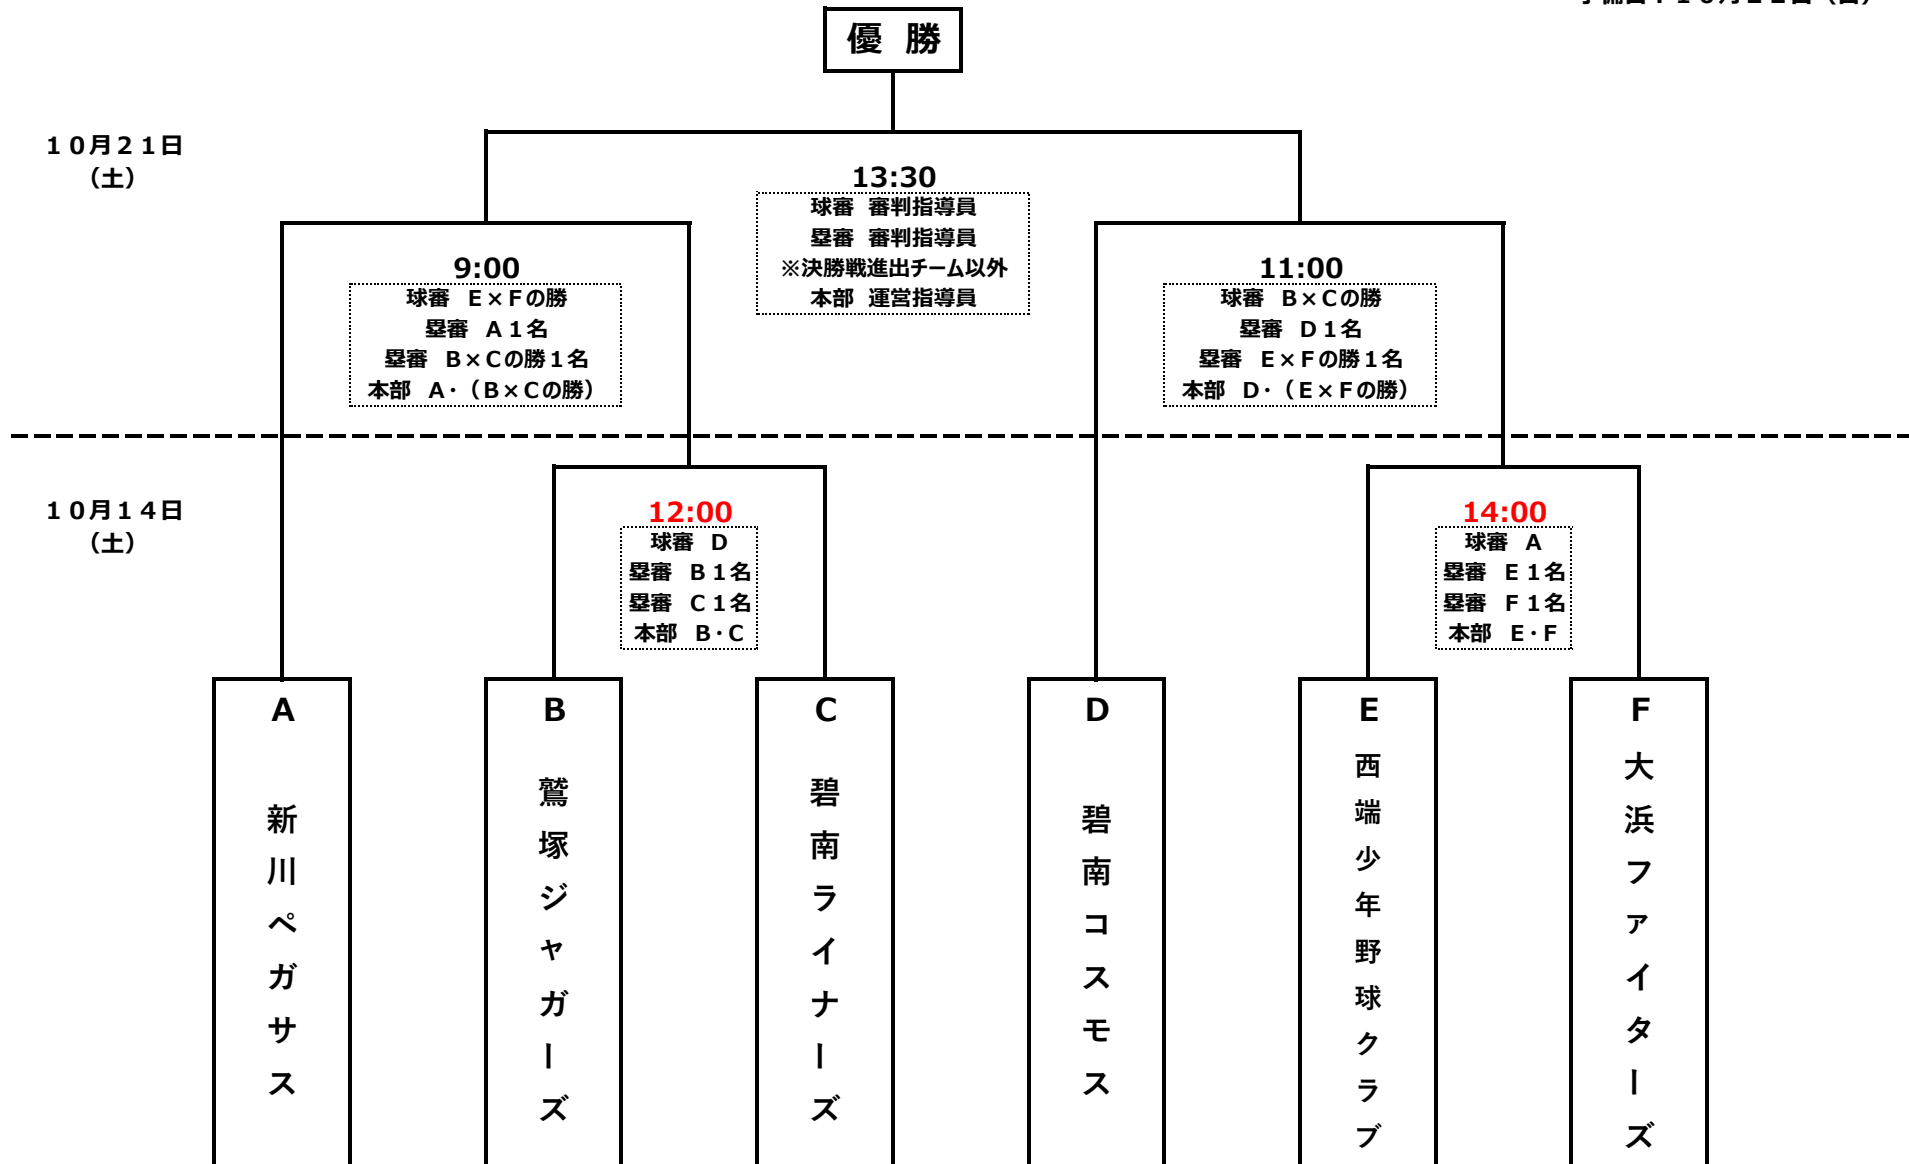 優 勝
１０月２１日
（土）
13:30
球審 審判指導員
塁審 審判指導員
※決勝戦進出チーム以外
本部 運営指導員
9:00
球審 Ｅ×Ｆの勝
塁審 Ａ１名
塁審 Ｂ×Ｃの勝１名
本部 Ａ・（Ｂ×Ｃの勝）
11:00
球審 Ｂ×Ｃの勝
塁審 Ｄ１名
塁審 Ｅ×Ｆの勝１名
本部 Ｄ・（Ｅ×Ｆの勝）
１０月１４日
（土）
12:00
球審 Ｄ
塁審 Ｂ１名
塁審 Ｃ１名
本部 Ｂ・Ｃ
14:00
球審 Ａ
塁審 Ｅ１名
塁審 Ｆ１名
本部 Ｅ・Ｆ
A
新川ペガサス
B
鷲塚ジャガーズ
C
碧南ライナーズ
D
碧南コスモス
E
西端少年野球クラブ
F
大浜ファイターズ